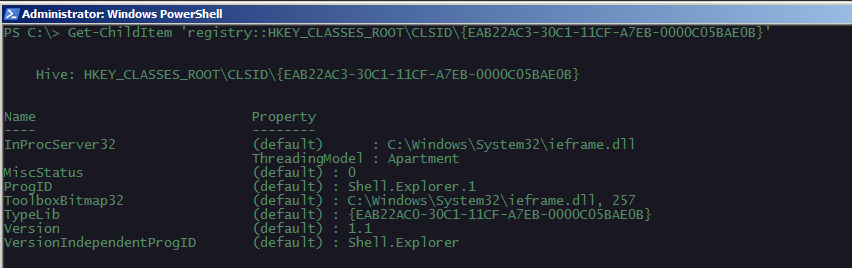 Administrator: Windows PowerShell
PS C:\> Get-ChildItem 'registry::HKEY_CLASSES_ROOT\CLSID\{EAB22AC3-30C1-11CF-A7EB-0000C05BAE0B}'
Hive: HKEY_CLASSES_ROOT\CLSID\{EAB22AC3-30C1-11CF-A7EB-0000C05BAE0B}
Name                           Property
----                           --------
InProcServer32                 (default)      : C:\Windows\System32\ieframe.dll
                               ThreadingModel : Apartment
MiscStatus                     (default) : 0
ProgID                         (default) : Shell.Explorer.1
ToolboxBitmap32                (default) : C:\Windows\System32\ieframe.dll, 257
TypeLib                        (default) : {EAB22AC0-30C1-11CF-A7EB-0000C05BAE0B}
Version                        (default) : 1.1
VersionIndependentProgID       (default) : Shell.Explorer